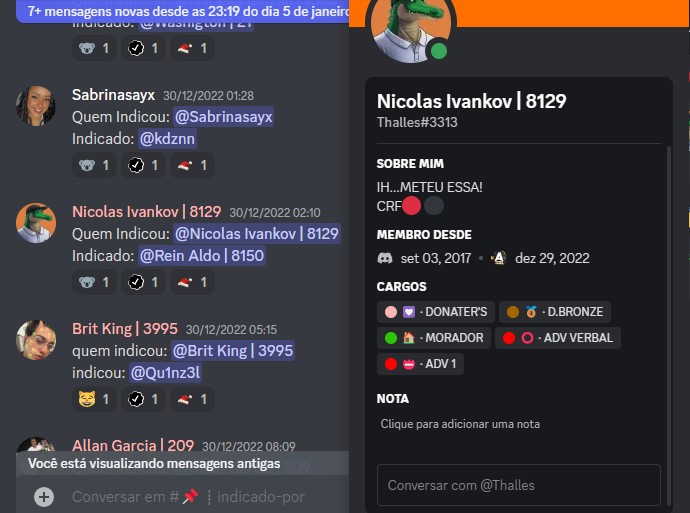 7+ mensagens novas desde as 23:19 do dia 5 de janeiro
Indicado: @Washigton | 21
1 1 1
Sabrinasayx 30/12/2022 01:28
Quem Indicou: @Sabrinasayx
Indicado: @kdznn
1 1 1
Nicolas Ivankov | 8129 30/12/2022 02:10
Quem Indicou: @Nicolas Ivankov | 8129
Indicado: @Rein Aldo | 8150
1 1 1
Brit King | 3995 30/12/2022 05:15
quem indicou: @Brit King | 3995
indicou: @Qu1nz3l
1 1 1
Allan Garcia | 209 30/12/2022 08:09
Você está visualizando mensagens antigas
Conversar em # 📌 ┆indicado-por
Nicolas Ivankov | 8129
Thalles#3313
SOBRE MIM
IH...METEU ESSA!
CRF
MEMBRO DESDE
set 03, 2017 • dez 29, 2022
CARGOS
· DONATER'S · D.BRONZE
· MORADOR · ADV VERBAL
· ADV 1
NOTA
Clique para adicionar uma nota
Conversar com @Thalles